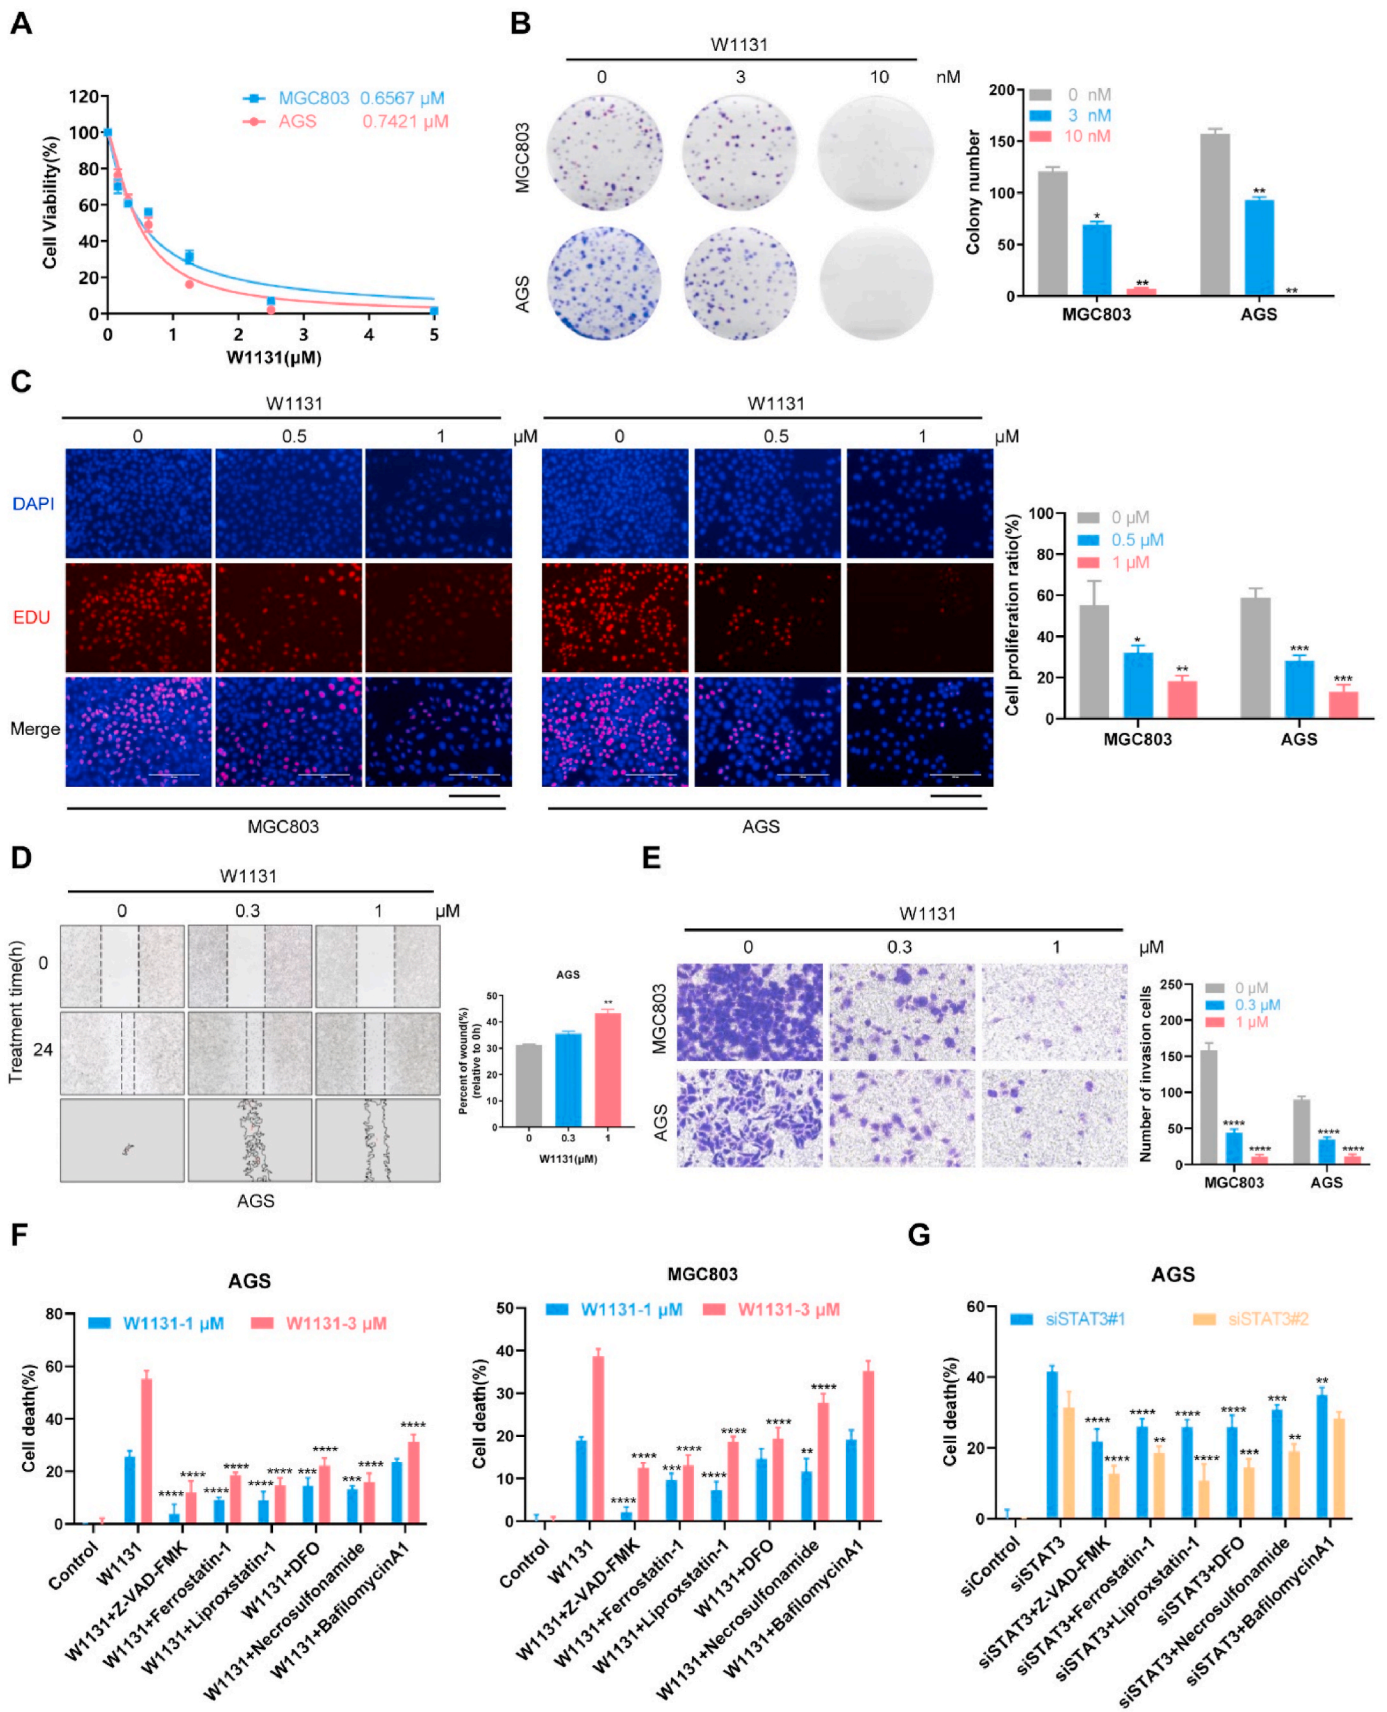 A
120
100
80
60
40
20
0
0
1
2
3
4
5
Cell Viability(%)
W1131(µM)
MGC803 0.6567 µM
AGS 0.7421 µM
B
W1131
0 3 10 nM
MGC803
AGS
200
150
100
50
0
Colony number
0 nM
3 nM
10 nM
*
**
**
**
MGC803 AGS
C
W1131
0 0.5 1 µM
W1131
0 0.5 1 µM
DAPI
EDU
Merge
MGC803
AGS
100
80
60
40
20
0
Cell proliferation ratio(%)
0 µM
0.5 µM
1 µM
*
**
***
***
MGC803 AGS
D
W1131
0 0.3 1 µM
Treatment time(h)
0
24
AGS
AGS
50
40
30
20
10
0
Percent of wound(%)
(relative to 0h)
**
0 0.3 1
W1131(µM)
E
W1131
0 0.3 1 µM
MGC803
AGS
250
200
150
100
50
0
Number of invasion cells
0 µM
0.3 µM
1 µM
****
****
****
****
MGC803 AGS
F
AGS
W1131-1 µM W1131-3 µM
80
60
40
20
0
Cell death(%)
**** **** **** **** **** **** *** **** *** **** ****
Control
W1131
W1131+Z-VAD-FMK
W1131+Ferrostatin-1
W1131+Liproxstatin-1
W1131+DFO
W1131+Necrosulfonamide
W1131+BafilomycinA1
MGC803
W1131-1 µM W1131-3 µM
50
40
30
20
10
0
Cell death(%)
**** **** *** **** **** **** **** ** ****
Control
W1131
W1131+Z-VAD-FMK
W1131+Ferrostatin-1
W1131+Liproxstatin-1
W1131+DFO
W1131+Necrosulfonamide
W1131+BafilomycinA1
G
AGS
siSTAT3#1 siSTAT3#2
60
40
20
0
Cell death(%)
**** **** **** ** **** **** **** *** *** ** **
siControl
siSTAT3
siSTAT3+Z-VAD-FMK
siSTAT3+Ferrostatin-1
siSTAT3+Liproxstatin-1
siSTAT3+DFO
siSTAT3+Necrosulfonamide
siSTAT3+BafilomycinA1